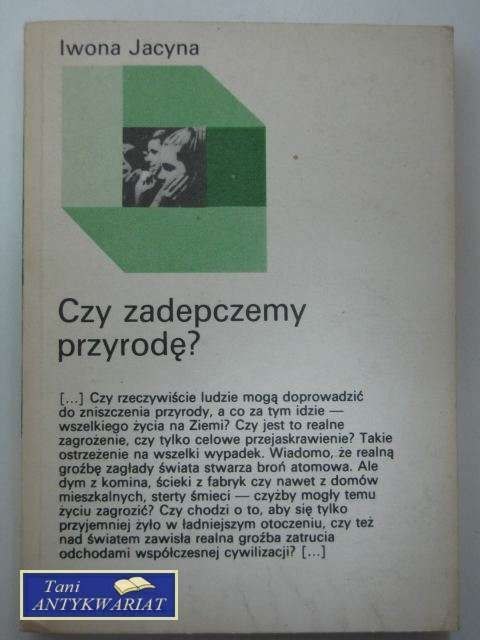 Iwona Jacyna
Czy zadepczemy
przyrodę?
[...] Czy rzeczywiście ludzie mogą doprowadzić
do zniszczenia przyrody, a co za tym idzie —
wszelkiego życia na Ziemi? Czy jest to realne
zagrożenie, czy tylko celowe przejaskrawienie? Takie
ostrzeżenie na wszelki wypadek. Wiadomo, że realną
groźbę zagłady świata stwarza broń atomowa. Ale
dym z komina, ścieki z fabryk czy nawet z domów
mieszkalnych, sterty śmieci — czyżby mogły temu
życiu zagrozić? Czy chodzi o to, aby się tylko
przyjemniej żyło w ładniejszym otoczeniu, czy też
nad światem zawisła realna groźba zatrucia
odchodami współczesnej cywilizacji? [...]
Tani
ANTYKWARIAT